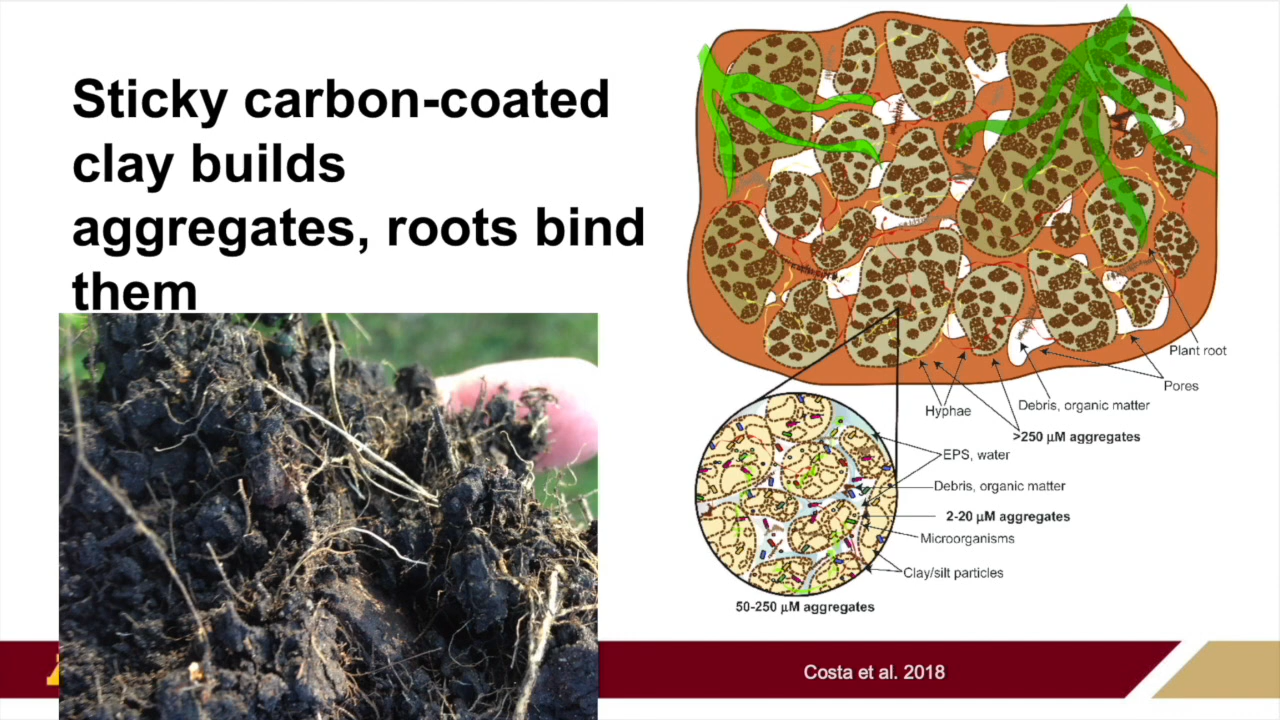 Sticky carbon-coated
clay builds
aggregates, roots bind
them
Plant root
Pores
Debris, organic matter
Hyphae
>250 µM aggregates
EPS, water
Debris, organic matter
2-20 µM aggregates
Microorganisms
Clay/silt particles
50-250 µM aggregates
Costa et al. 2018